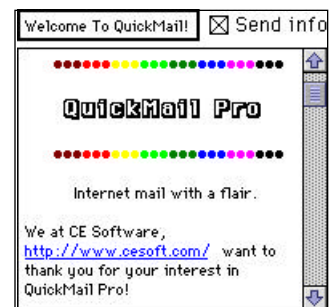 Welcome To QuickMail! Send info
QuickMail Pro
Internet mail with a flair.
We at CE Software,
http://www.cesoft.com/ want to
thank you for your interest in
QuickMail Pro!